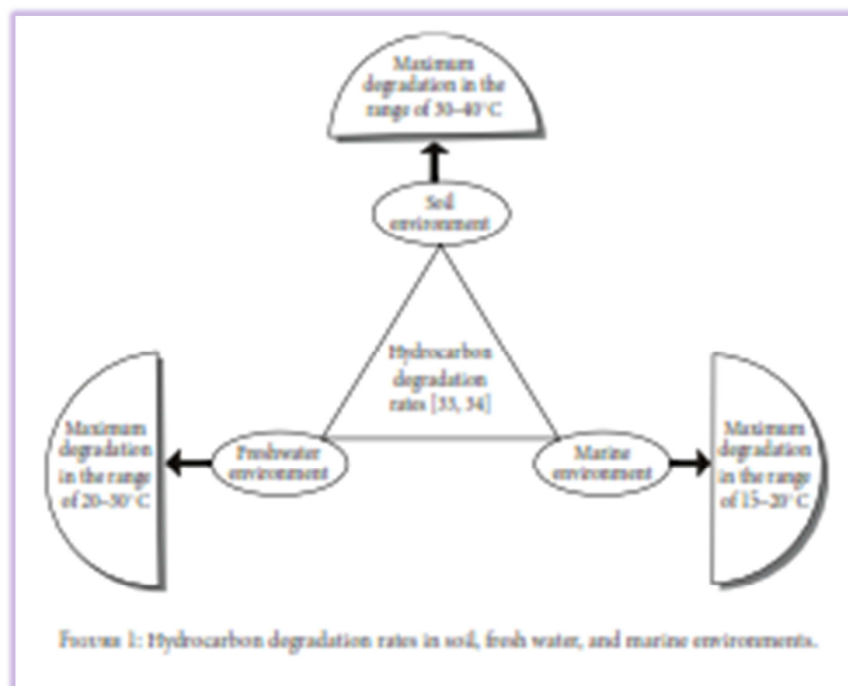 Maximum
degradation in the
range of 30–40°C
Soil
environment
Hydrocarbon
degradation
rates [33, 34]
Maximum
degradation
in the range
of 20–30°C
Freshwater
environment
Marine
environment
Maximum
degradation
in the range
of 15–20°C
Figure 1: Hydrocarbon degradation rates in soil, fresh water, and marine environments.